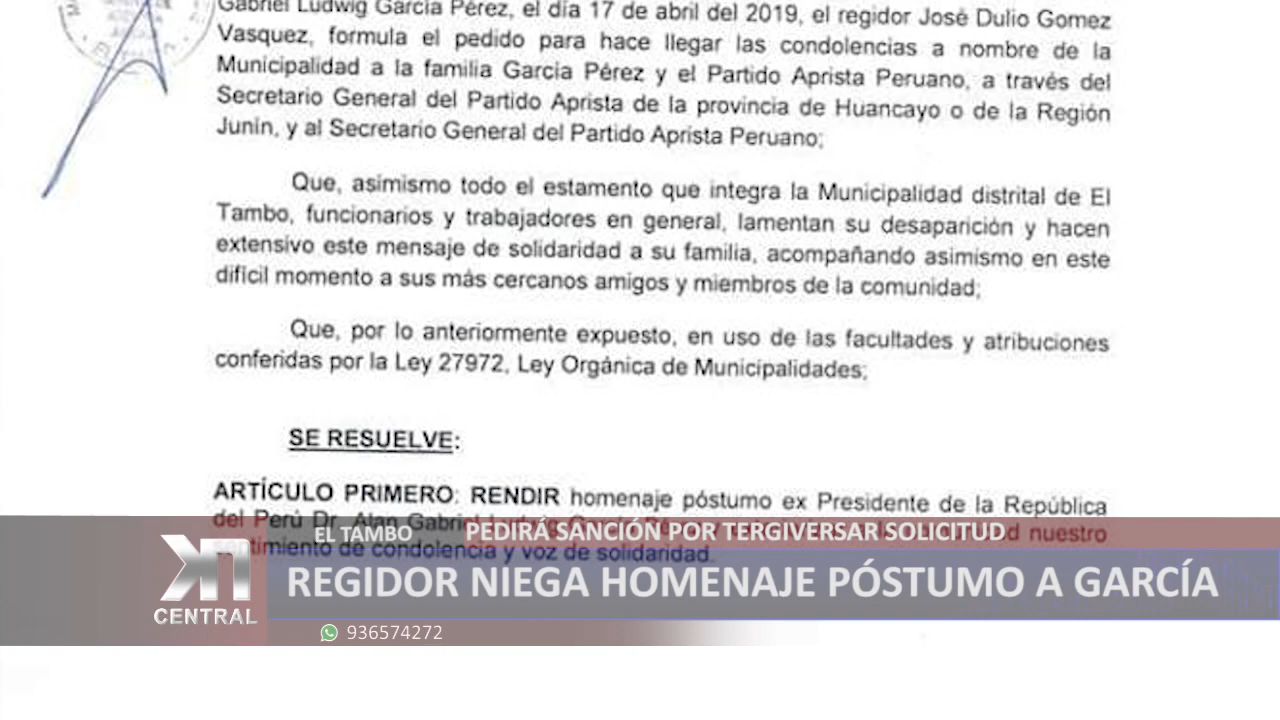 Gabriel Ludwig García Pérez, el día 17 de abril del 2019, el regidor José Dulio Gomez
Vasquez, formula el pedido para hace llegar las condolencias a nombre de la
Municipalidad a la familia García Pérez y el Partido Aprista Peruano, a través del
Secretario General del Partido Aprista de la provincia de Huancayo o de la Región
Junín, y al Secretario General del Partido Aprista Peruano;
Que, asimismo todo el estamento que integra la Municipalidad distrital de El
Tambo, funcionarios y trabajadores en general, lamentan su desaparición y hacen
extensivo este mensaje de solidaridad a su familia, acompañando asimismo en este
difícil momento a sus más cercanos amigos y miembros de la comunidad;
Que, por lo anteriormente expuesto, en uso de las facultades y atribuciones
conferidas por la Ley 27972, Ley Orgánica de Municipalidades;
SE RESUELVE:
ARTÍCULO PRIMERO: RENDIR homenaje póstumo ex Presidente de la República
del Perú Dr. Alan Gabriel nuestro
sentimiento de condolencia y voz de solidaridad.
EL TAMBO PEDIRÁ SANCIÓN POR TERGIVERSAR SOLICITUD
REGIDOR NIEGA HOMENAJE PÓSTUMO A GARCÍA
CENTRAL
936574272